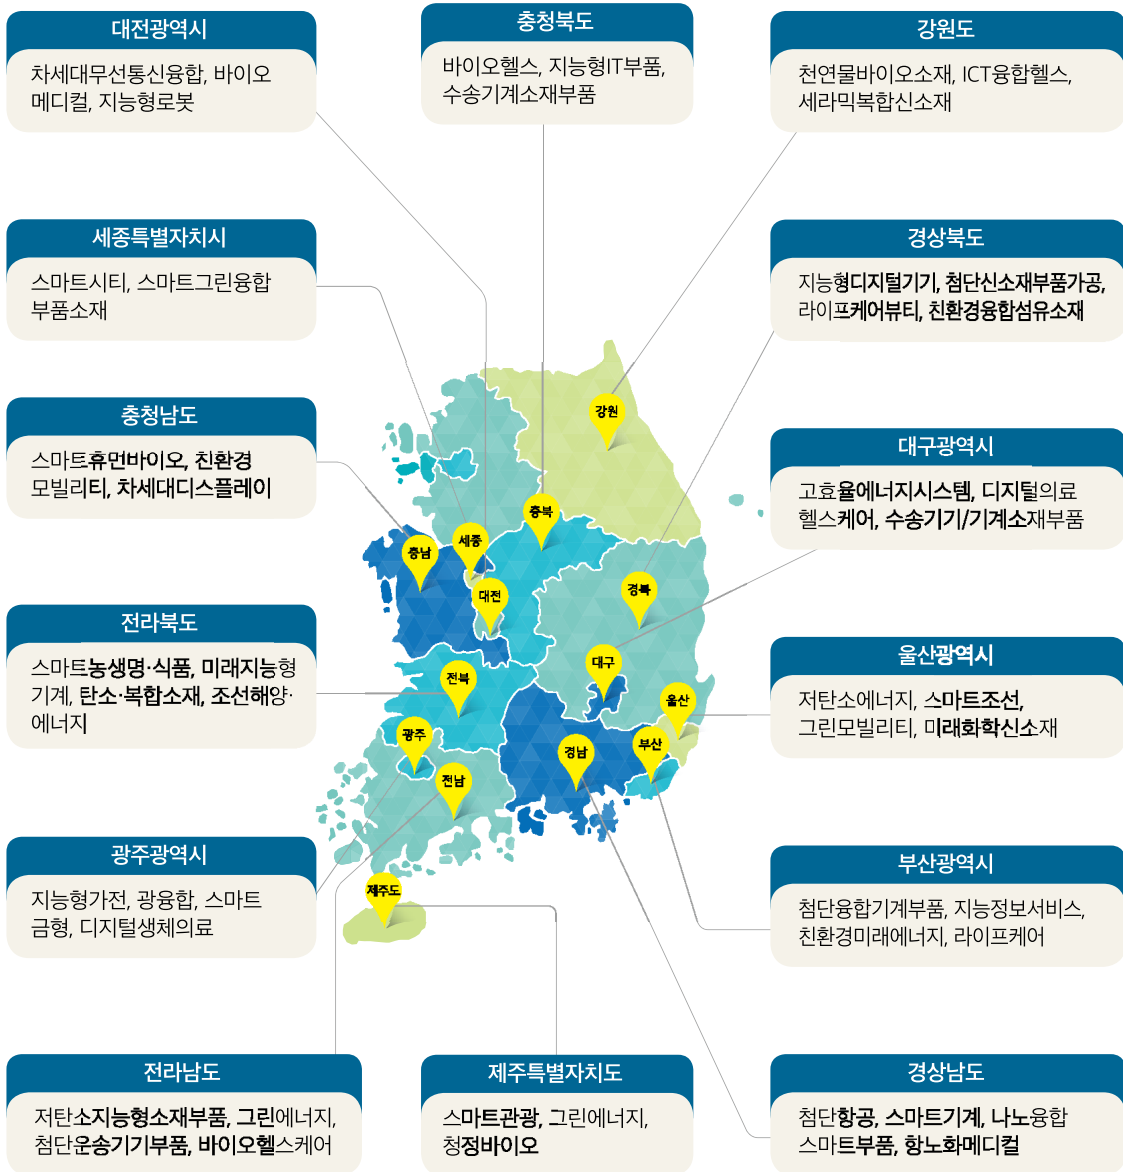 대전광역시
차세대무선통신융합, 바이오
메디컬, 지능형로봇
충청북도
바이오헬스, 지능형IT부품,
수송기계소재부품
강원도
천연물바이오소재, ICT융합헬스,
세라믹복합신소재
세종특별자치시
스마트시티, 스마트그린융합
부품소재
경상북도
지능형디지털기기, 첨단신소재부품가공,
라이프케어뷰티, 친환경융합섬유소재
충청남도
스마트휴먼바이오, 친환경
모빌리티, 차세대디스플레이
대구광역시
고효율에너지시스템, 디지털의료
헬스케어, 수송기기/기계소재부품
전라북도
스마트농생명·식품, 미래지능형
기계, 탄소·복합소재, 조선해양·
에너지
울산광역시
저탄소에너지, 스마트조선,
그린모빌리티, 미래화학신소재
광주광역시
지능형가전, 광융합, 스마트
금형, 디지털생체의료
부산광역시
첨단융합기계부품, 지능정보서비스,
친환경미래에너지, 라이프케어
전라남도
저탄소지능형소재부품, 그린에너지,
첨단운송기기부품, 바이오헬스케어
제주특별자치도
스마트관광, 그린에너지,
청정바이오
경상남도
첨단항공, 스마트기계, 나노융합
스마트부품, 항노화메디컬
강원
충북
세종
충남
경북
대전
대구
전북
울산
광주
부산
경남
전남
제주도